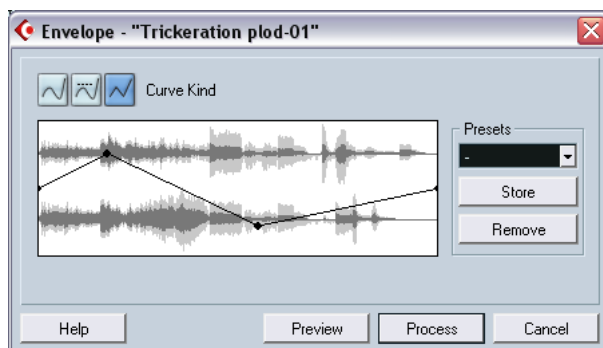 Envelope - "Trickeration plod-01"
Curve Kind
Presets
-
Store
Remove
Help
Preview
Process
Cancel